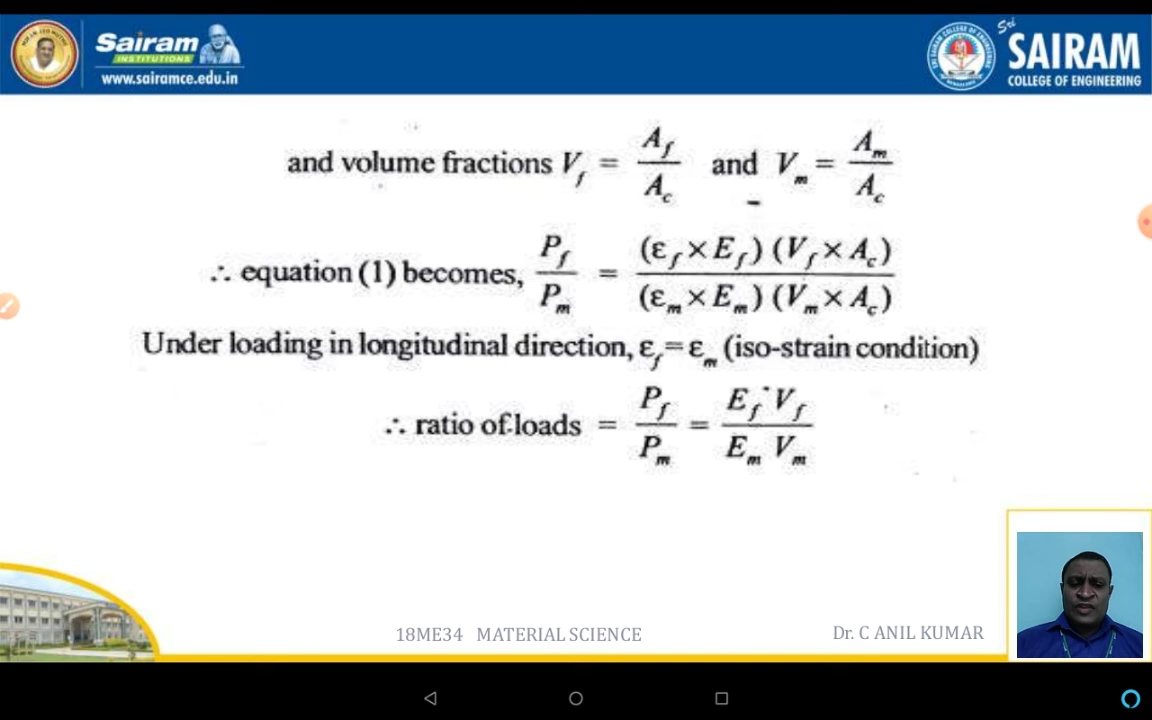 Sairam
INSTITUTIONS
www.sairamce.edu.in
Sri
SAIRAM
COLLEGE OF ENGINEERING
and volume fractions V_f = A_f / A_c and V_m = A_m / A_c
∴ equation (1) becomes, P_f / P_m = (ε_f × E_f) (V_f × A_c) / (ε_m × E_m) (V_m × A_c)
Under loading in longitudinal direction, ε_f = ε_m (iso-strain condition)
∴ ratio of loads = P_f / P_m = E_f V_f / E_m V_m
18ME34 MATERIAL SCIENCE
Dr. C ANIL KUMAR